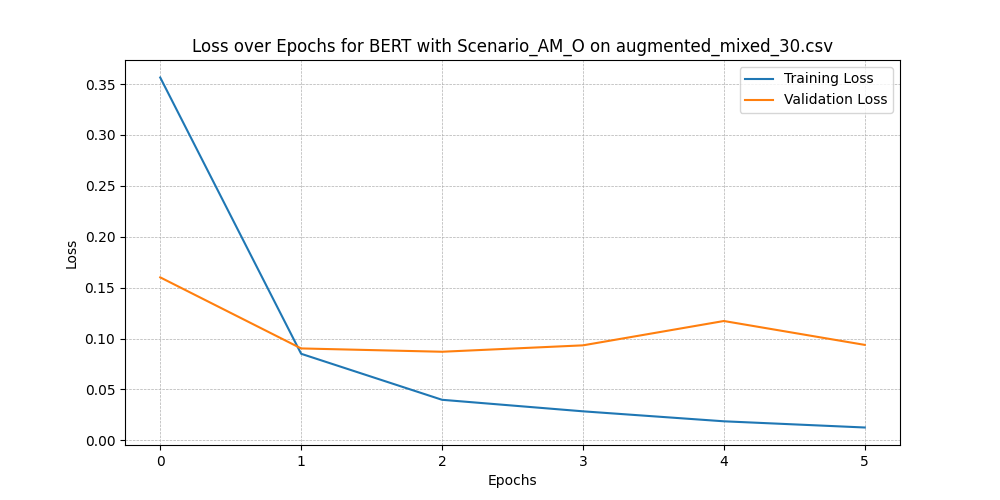 Loss over Epochs for BERT with Scenario_AM_O on augmented_mixed_30.csv
Training Loss
Validation Loss
0.35
0.30
0.25
0.20
0.15
0.10
0.05
0.00
Loss
0 1 2 3 4 5
Epochs